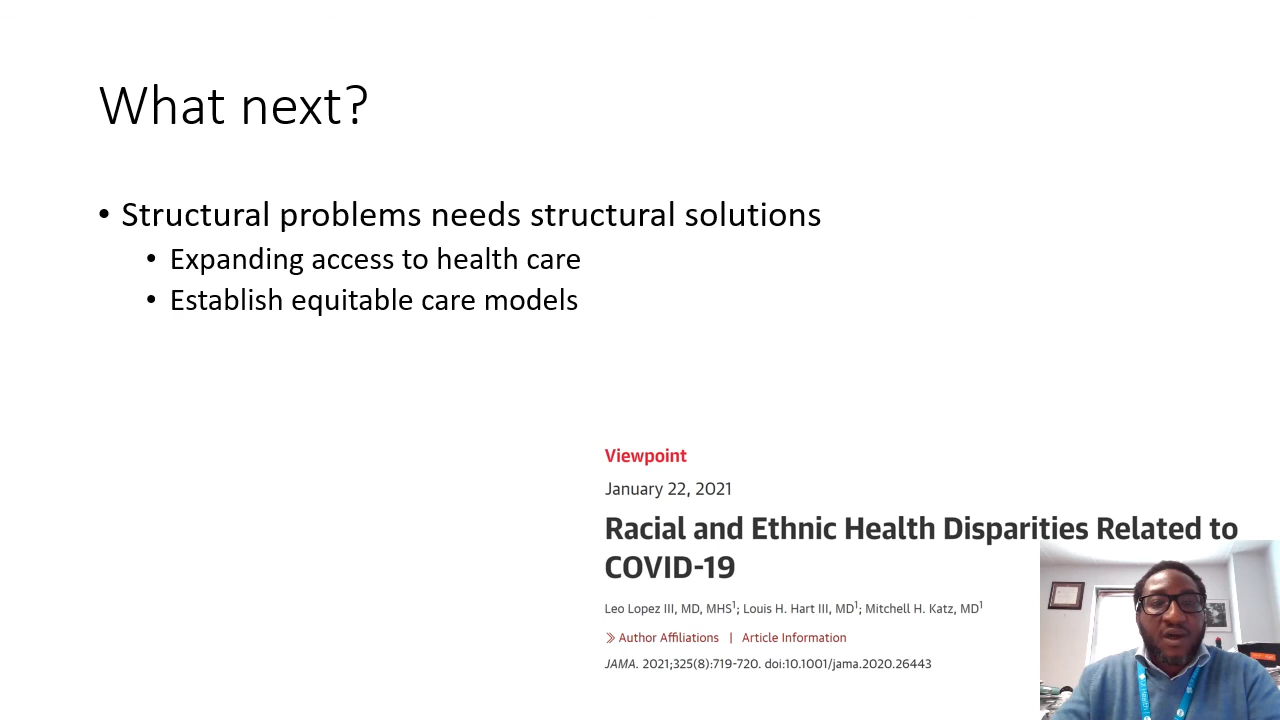 What next?
• Structural problems needs structural solutions
• Expanding access to health care
• Establish equitable care models
Viewpoint
January 22, 2021
Racial and Ethnic Health Disparities Related to
COVID-19
Leo Lopez III, MD, MHS1; Louis H. Hart III, MD1; Mitchell H. Katz, MD1
Author Affiliations | Article Information
JAMA. 2021;325(8):719-720. doi:10.1001/jama.2020.26443